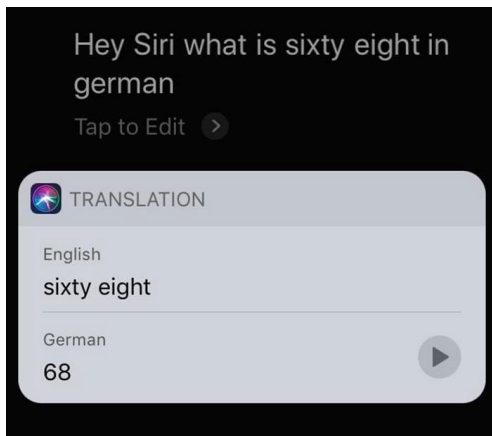 Hey Siri what is sixty eight in
german
Tap to Edit
TRANSLATION
English
sixty eight
German
68